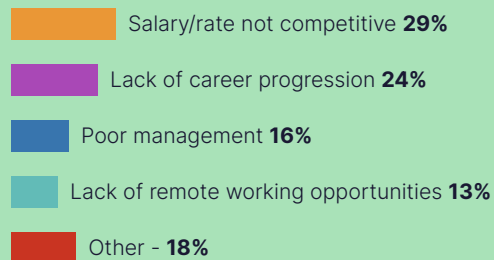 Salary/rate not competitive 29%
Lack of career progression 24%
Poor management 16%
Lack of remote working opportunities 13%
Other - 18%